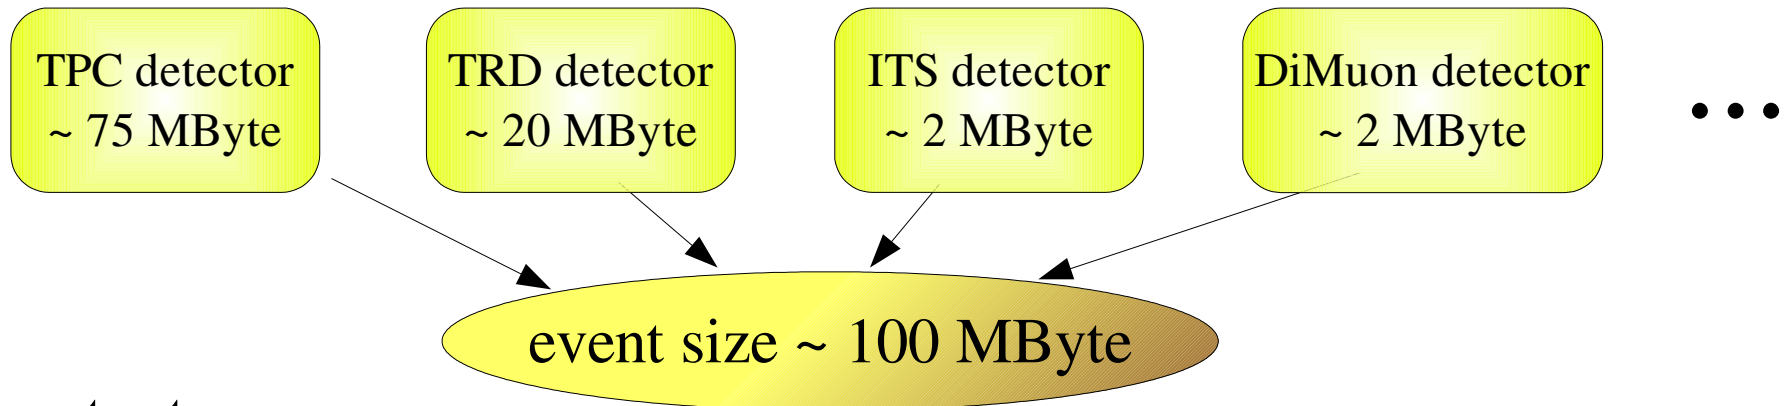 TPC detector
~ 75 MByte
TRD detector
~ 20 MByte
ITS detector
~ 2 MByte
DiMuon detector
~ 2 MByte
• • •
event size ~ 100 MByte